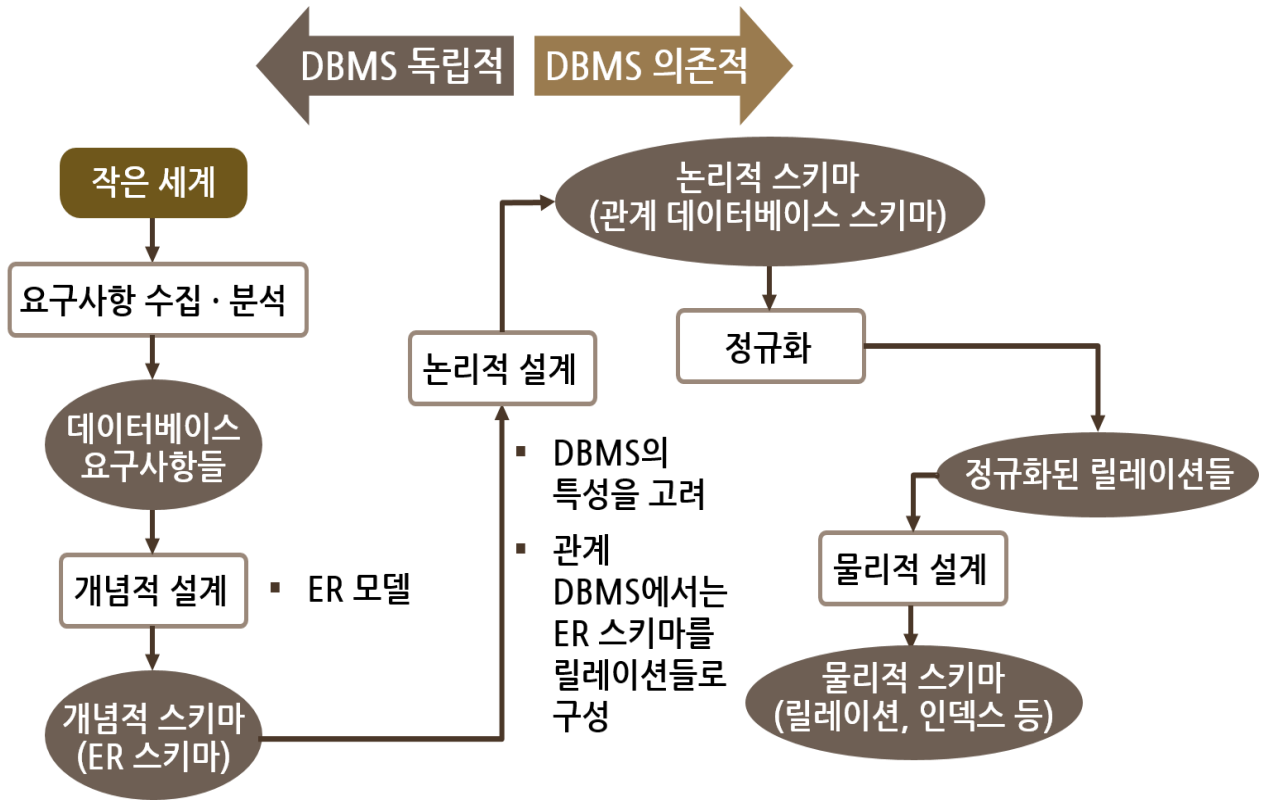 DBMS 독립적
DBMS 의존적
작은 세계
요구사항 수집 · 분석
데이터베이스
요구사항들
개념적 설계
▪ ER 모델
개념적 스키마
(ER 스키마)
논리적 설계
▪ DBMS의
특성을 고려
▪ 관계
DBMS에서는
ER 스키마를
릴레이션들로
구성
논리적 스키마
(관계 데이터베이스 스키마)
정규화
정규화된 릴레이션들
물리적 설계
물리적 스키마
(릴레이션, 인덱스 등)